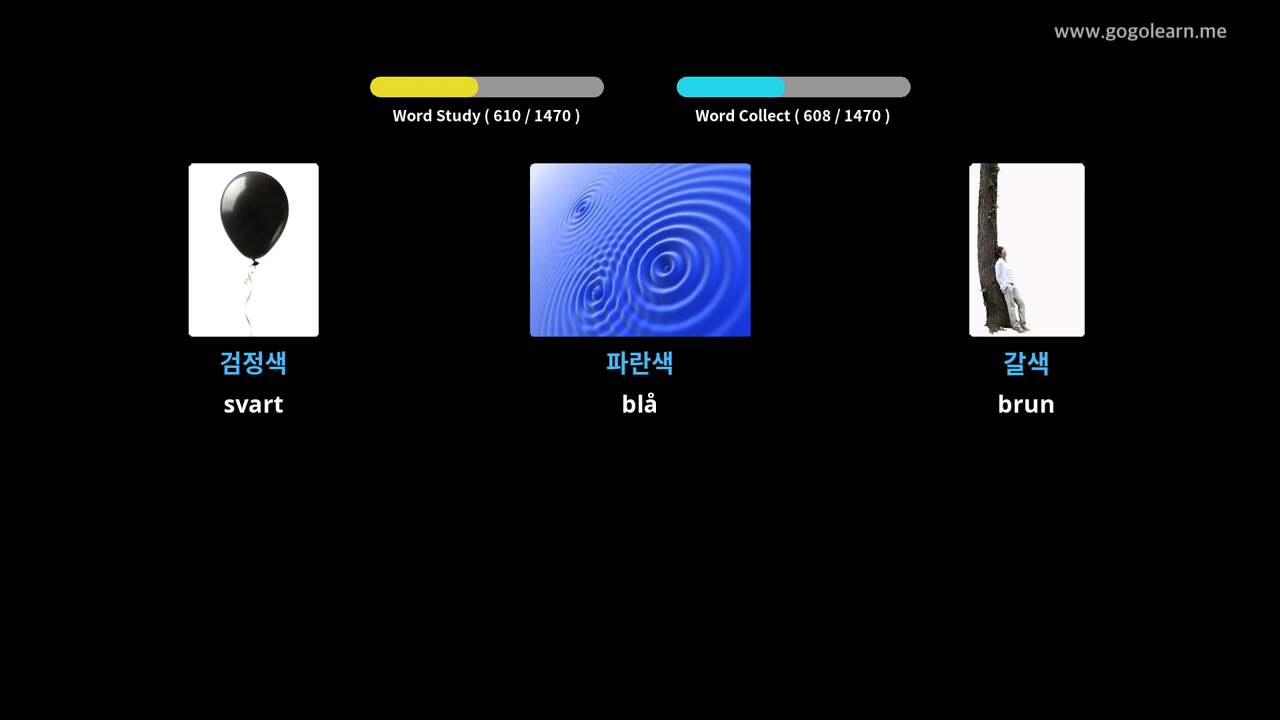 www.gogolearn.me
Word Study ( 610 / 1470 )
Word Collect ( 608 / 1470 )
검정색
파란색
갈색
svart
blå
brun